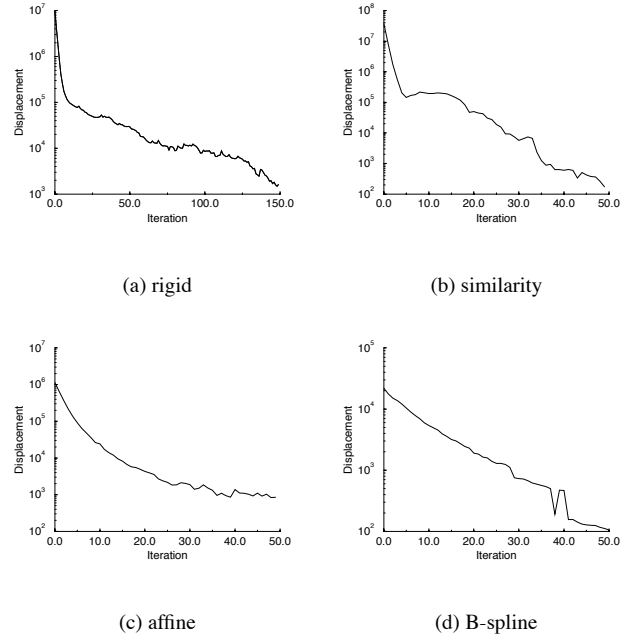 10^7
10^6
10^5
10^4
10^3
Displacement
0.0 50.0 100.0 150.0
Iteration
(a) rigid
10^8
10^7
10^6
10^5
10^4
10^3
10^2
Displacement
0.0 10.0 20.0 30.0 40.0 50.0
Iteration
(b) similarity
10^7
10^6
10^5
10^4
10^3
10^2
Displacement
0.0 10.0 20.0 30.0 40.0 50.0
Iteration
(c) affine
10^5
10^4
10^3
10^2
Displacement
0.0 10.0 20.0 30.0 40.0 50.0
Iteration
(d) B-spline